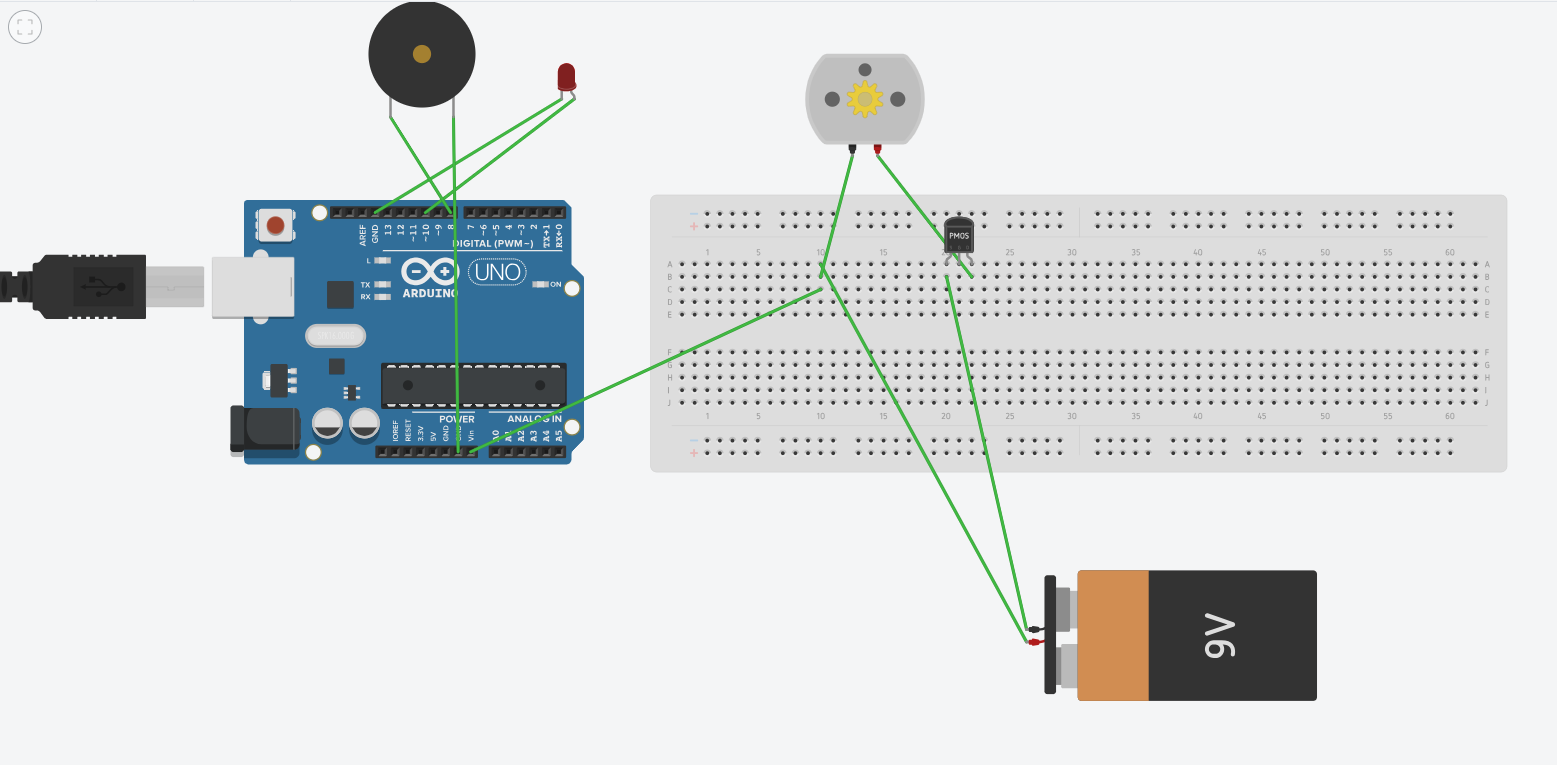 PMOS
AREF
GND
13
12
~11
~10
~9
8
7
~6
~5
4
~3
2
TX→1
RX←0
DIGITAL (PWM~)
L
TX
RX
UNO
ARDUINO
ON
IOREF
RESET
3.3V
5V
GND
Vin
POWER
ANALOG IN
A0
A2
A3
A4
A5
1 5 10 15 25 30 35 40 45 50 55 60
A A
B B
C C
D D
E E
F F
G G
H H
I I
J J
1 5 10 15 20 25 30 35 40 45 50 55 60
9V